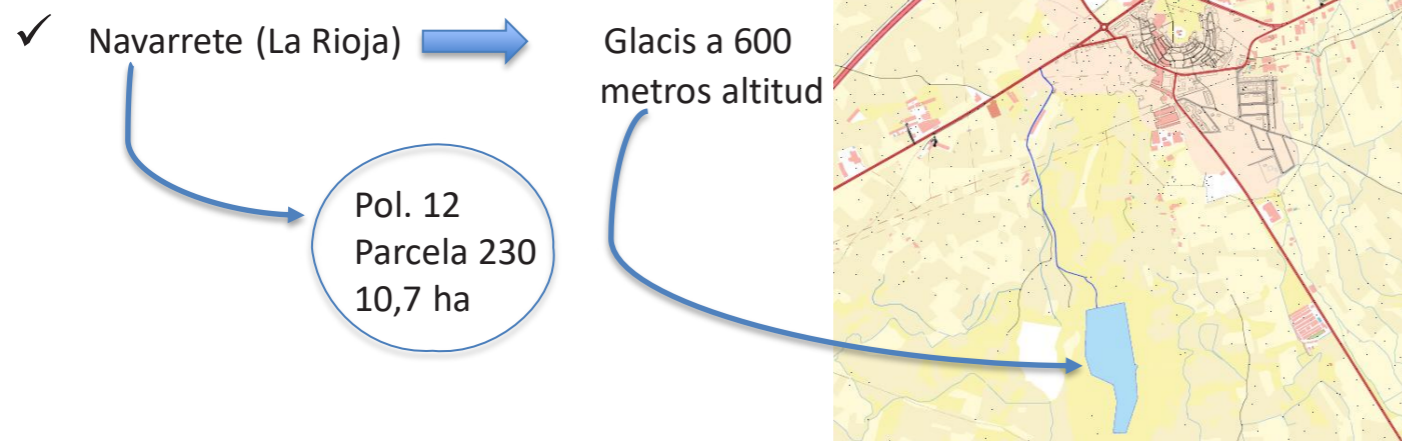 Navarrete (La Rioja)
Glacis a 600
metros altitud
Pol. 12
Parcela 230
10,7 ha